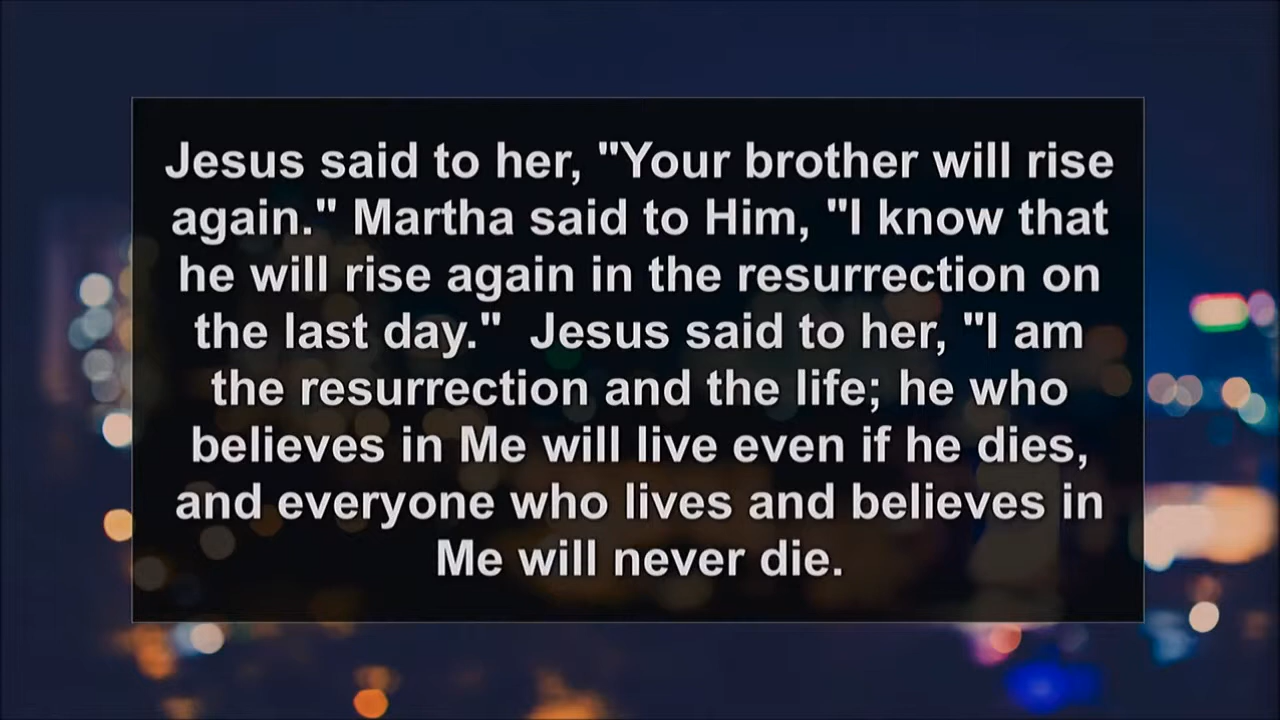 Jesus said to her, "Your brother will rise
again." Martha said to Him, "I know that
he will rise again in the resurrection on
the last day."  Jesus said to her, "I am
the resurrection and the life; he who
believes in Me will live even if he dies,
and everyone who lives and believes in
Me will never die.